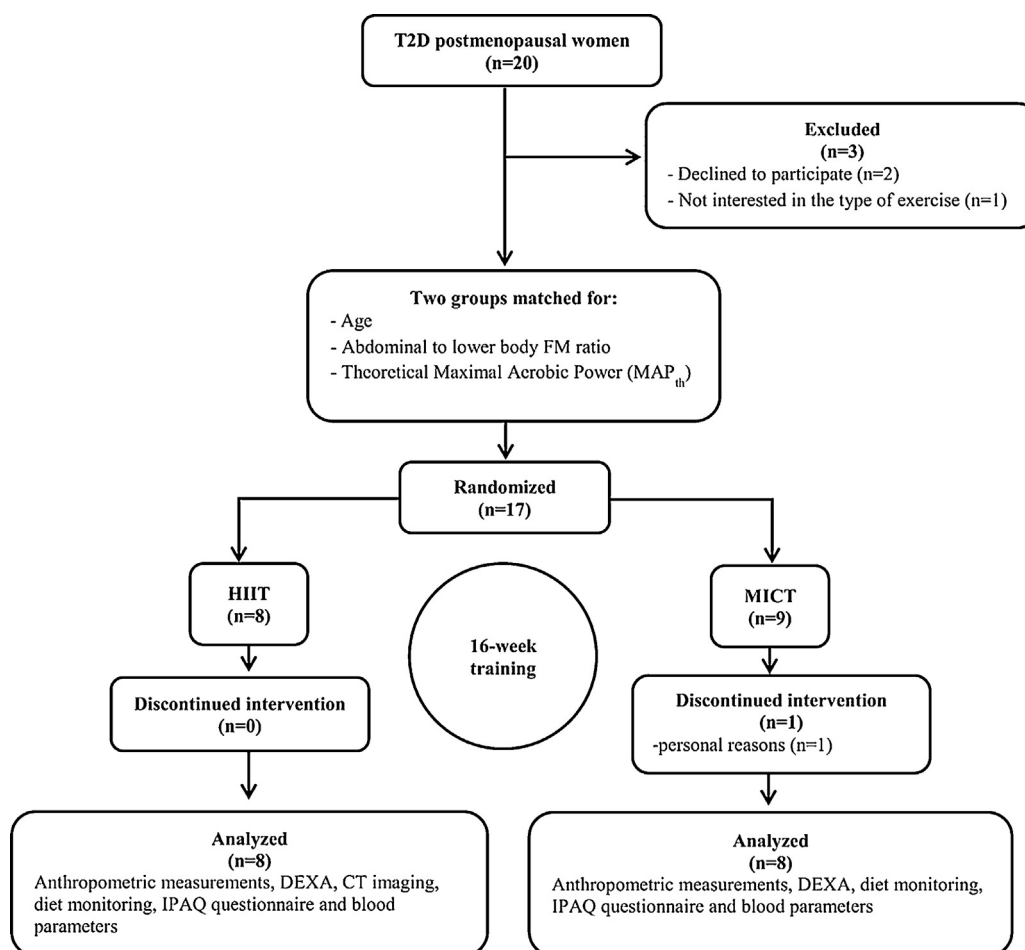 T2D postmenopausal women
(n=20)
Excluded
(n=3)
- Declined to participate (n=2)
- Not interested in the type of exercise (n=1)
Two groups matched for:
- Age
- Abdominal to lower body FM ratio
- Theoretical Maximal Aerobic Power (MAPth)
Randomized
(n=17)
HIIT
(n=8)
MICT
(n=9)
16-week
training
Discontinued intervention
(n=0)
Discontinued intervention
(n=1)
-personal reasons (n=1)
Analyzed
(n=8)
Anthropometric measurements, DEXA, CT imaging,
diet monitoring, IPAQ questionnaire and blood
parameters
Analyzed
(n=8)
Anthropometric measurements, DEXA, diet monitoring,
IPAQ questionnaire and blood parameters